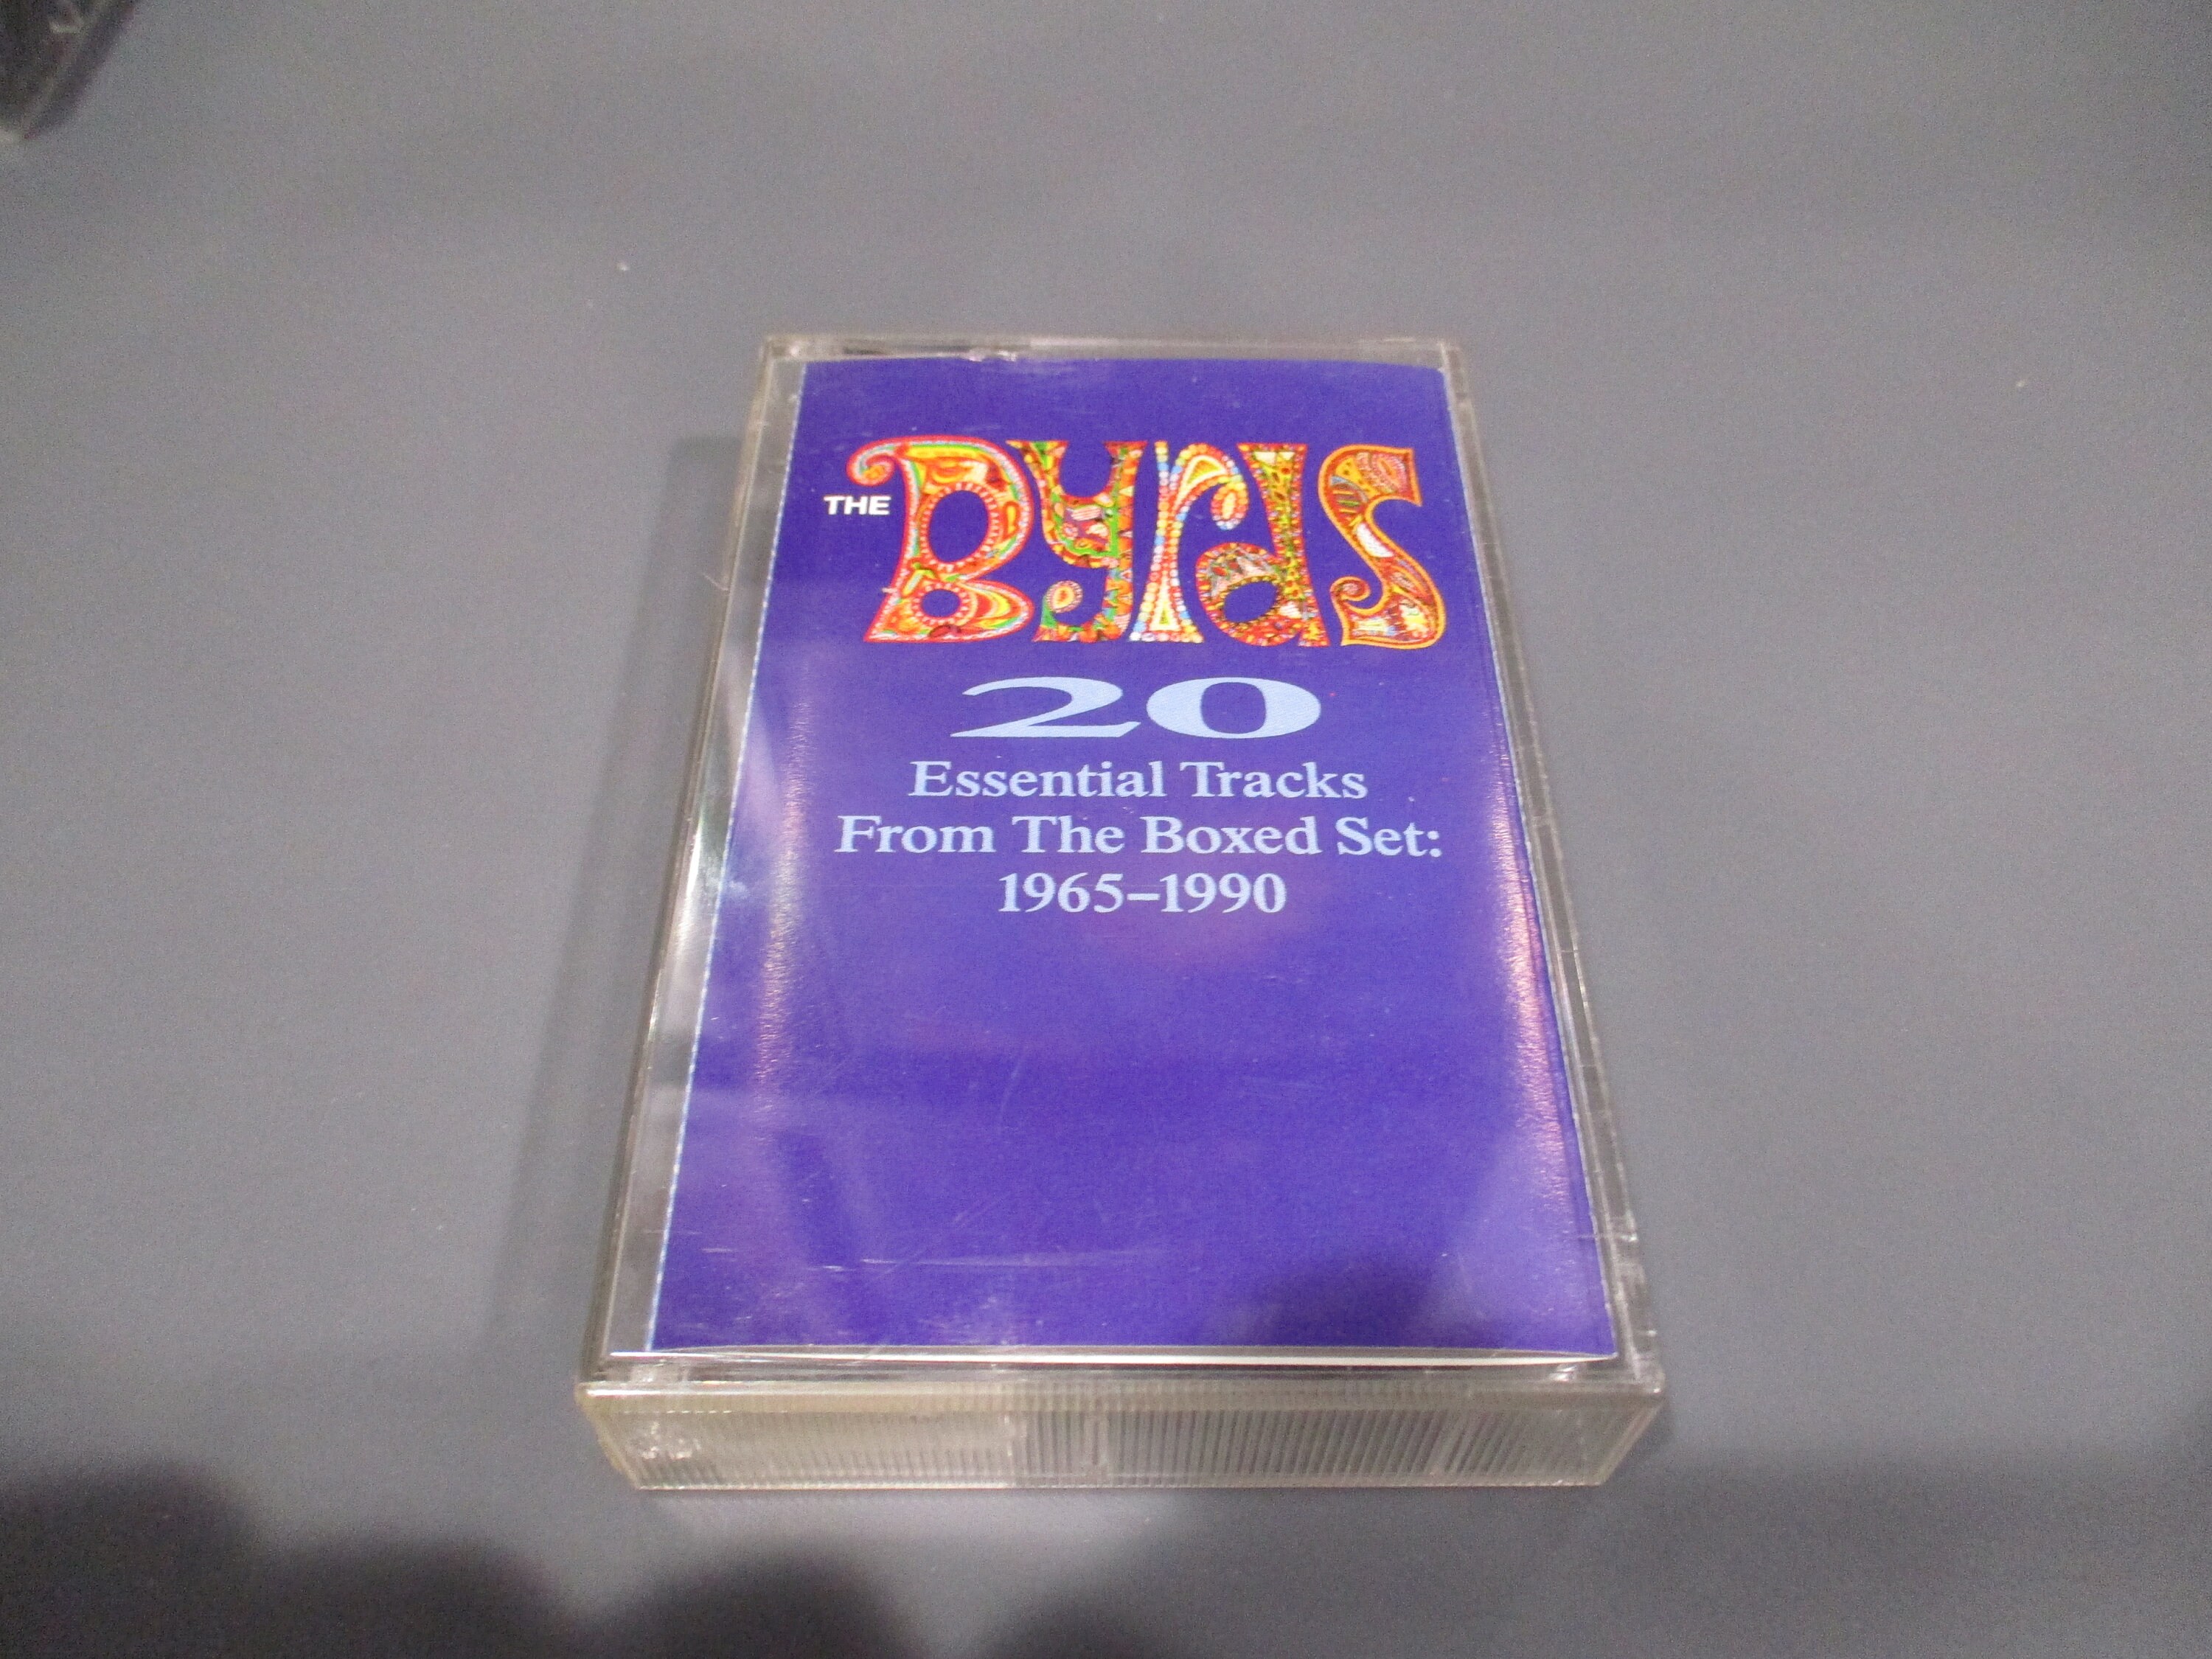 THE Byrds
20
Essential Tracks
From The Boxed Set:
1965–1990